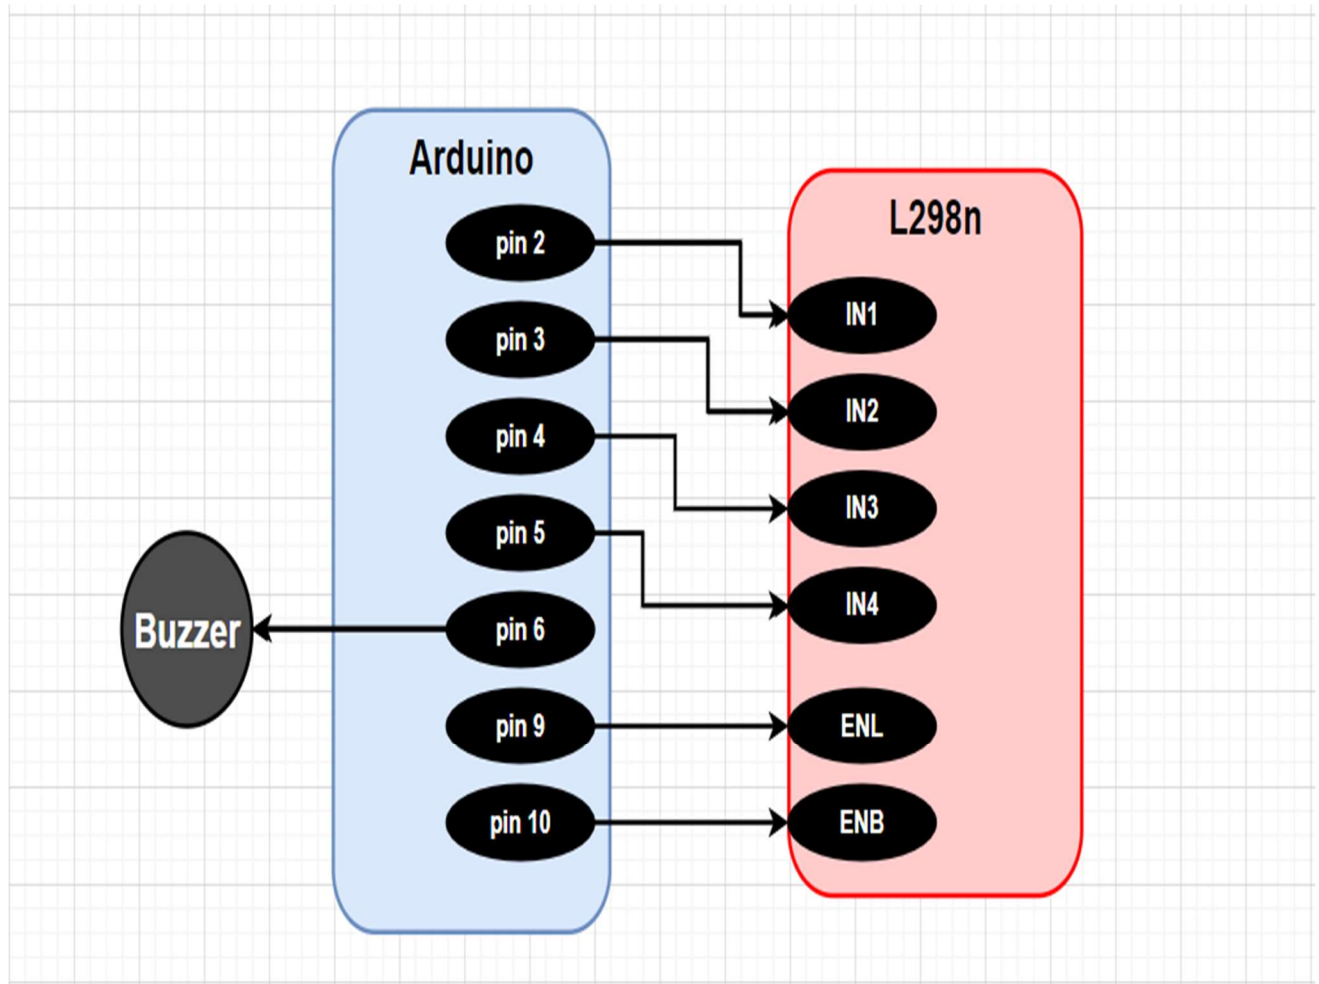 Arduino
pin 2
pin 3
pin 4
pin 5
pin 6
pin 9
pin 10
Buzzer
L298n
IN1
IN2
IN3
IN4
ENL
ENB